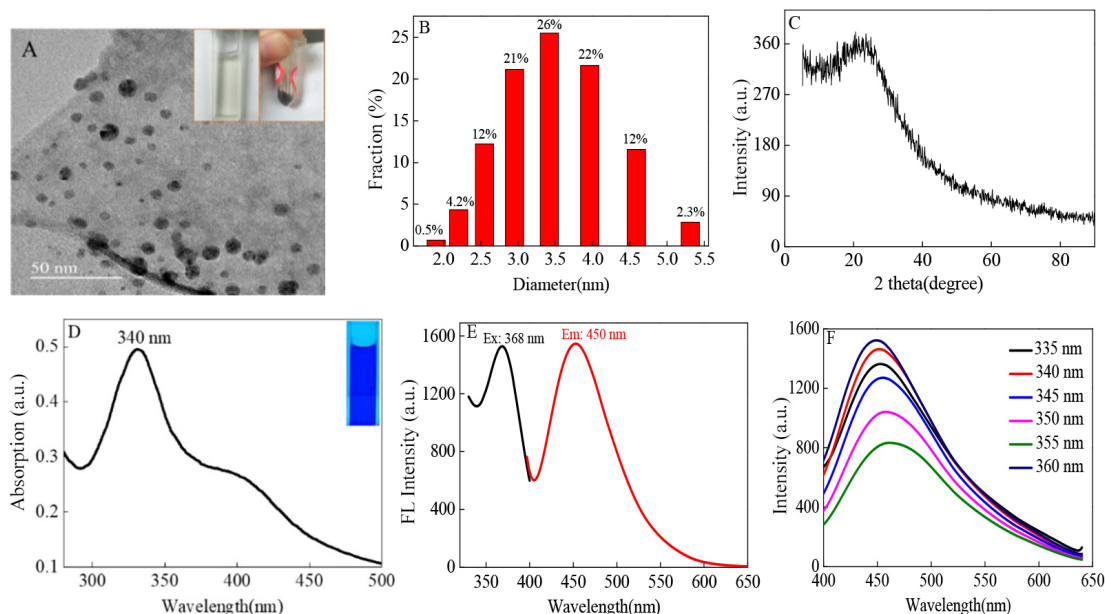 A
50 nm
B
26%
22%
21%
12%
12%
4.2%
2.3%
0.5%
25
20
15
10
5
0
Fraction (%)
2.0 2.5 3.0 3.5 4.0 4.5 5.0 5.5
Diameter(nm)
C
360
270
180
90
0
Intensity (a.u.)
0 20 40 60 80
2 theta(degree)
D
340 nm
0.5
0.4
0.3
0.2
0.1
Absorption (a.u.)
300 350 400 450 500
Wavelength(nm)
E
Ex: 368 nm Em: 450 nm
1600
1200
800
400
0
FL Intensity (a.u.)
350 400 450 500 550 600 650
Wavelength(nm)
F
335 nm
340 nm
345 nm
350 nm
355 nm
360 nm
1600
1200
800
400
0
Intensity (a.u.)
400 450 500 550 600 650
Wavelength(nm)